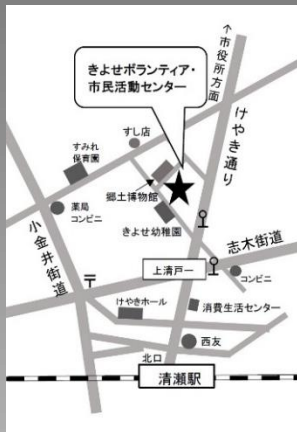 ↑市役所方面
きよせボランティア・
市民活動センター
けやき通り
すし店
すみれ
保育園
郷土博物館
薬局
コンビニ
きよせ幼稚園
小金井街道
志木街道
上清戸一
コンビニ
〒
けやきホール
消費生活センター
西友
北口
清瀬駅